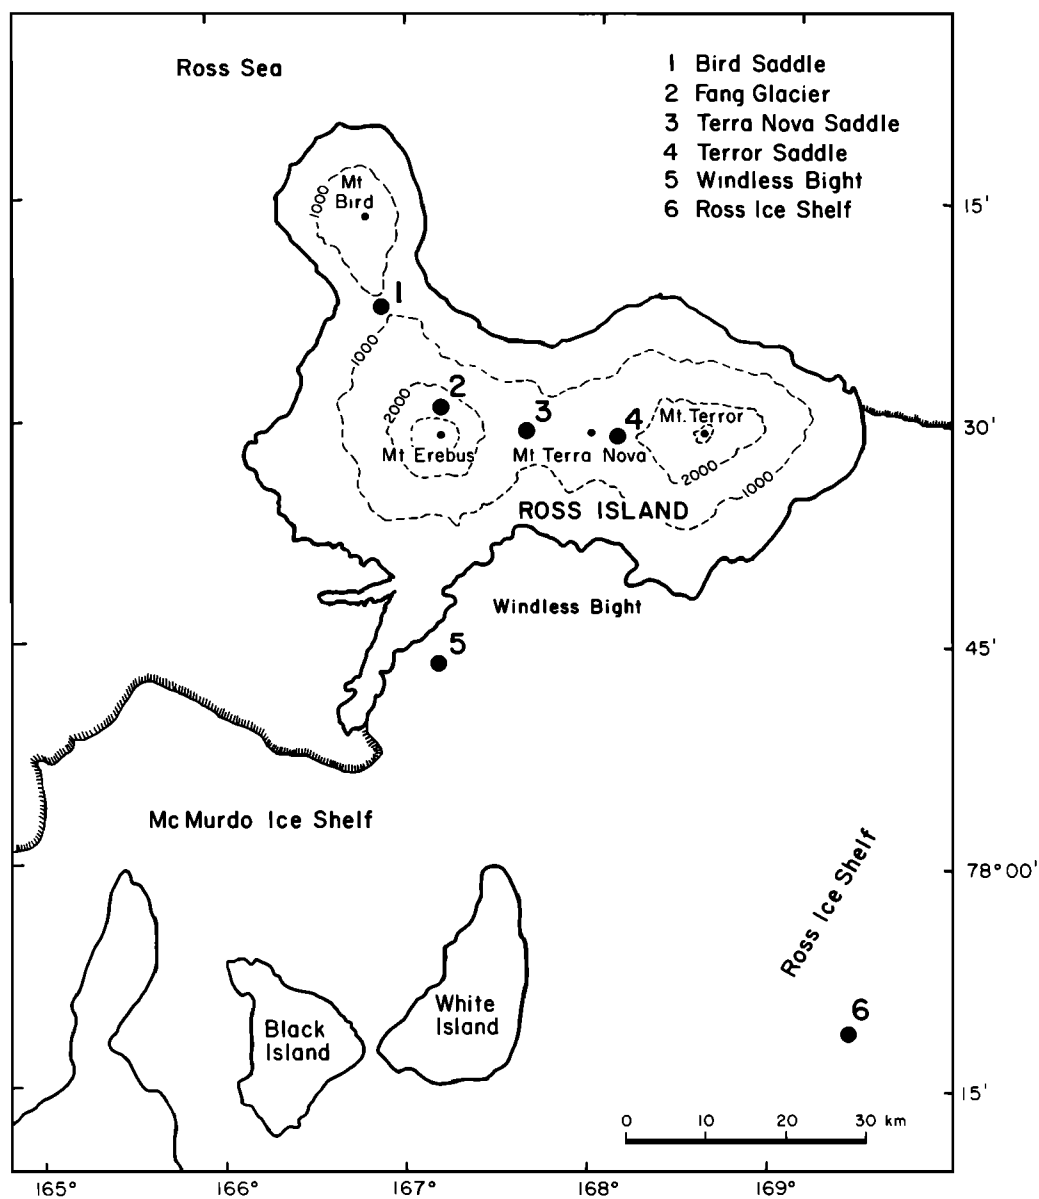 Ross Sea
1 Bird Saddle
2 Fang Glacier
3 Terra Nova Saddle
4 Terror Saddle
5 Windless Bight
6 Ross Ice Shelf
Mt
Bird
1000
15'
1
1000
2
2000
3
4
Mt. Terror
30'
Mt Erebus
Mt Terra Nova
2000
1000
ROSS ISLAND
Windless Bight
5
45'
Mc Murdo Ice Shelf
Ross Ice Shelf
78°00'
White
Island
6
Black
Island
15'
0 10 20 30 km
165° 166° 167° 168° 169°